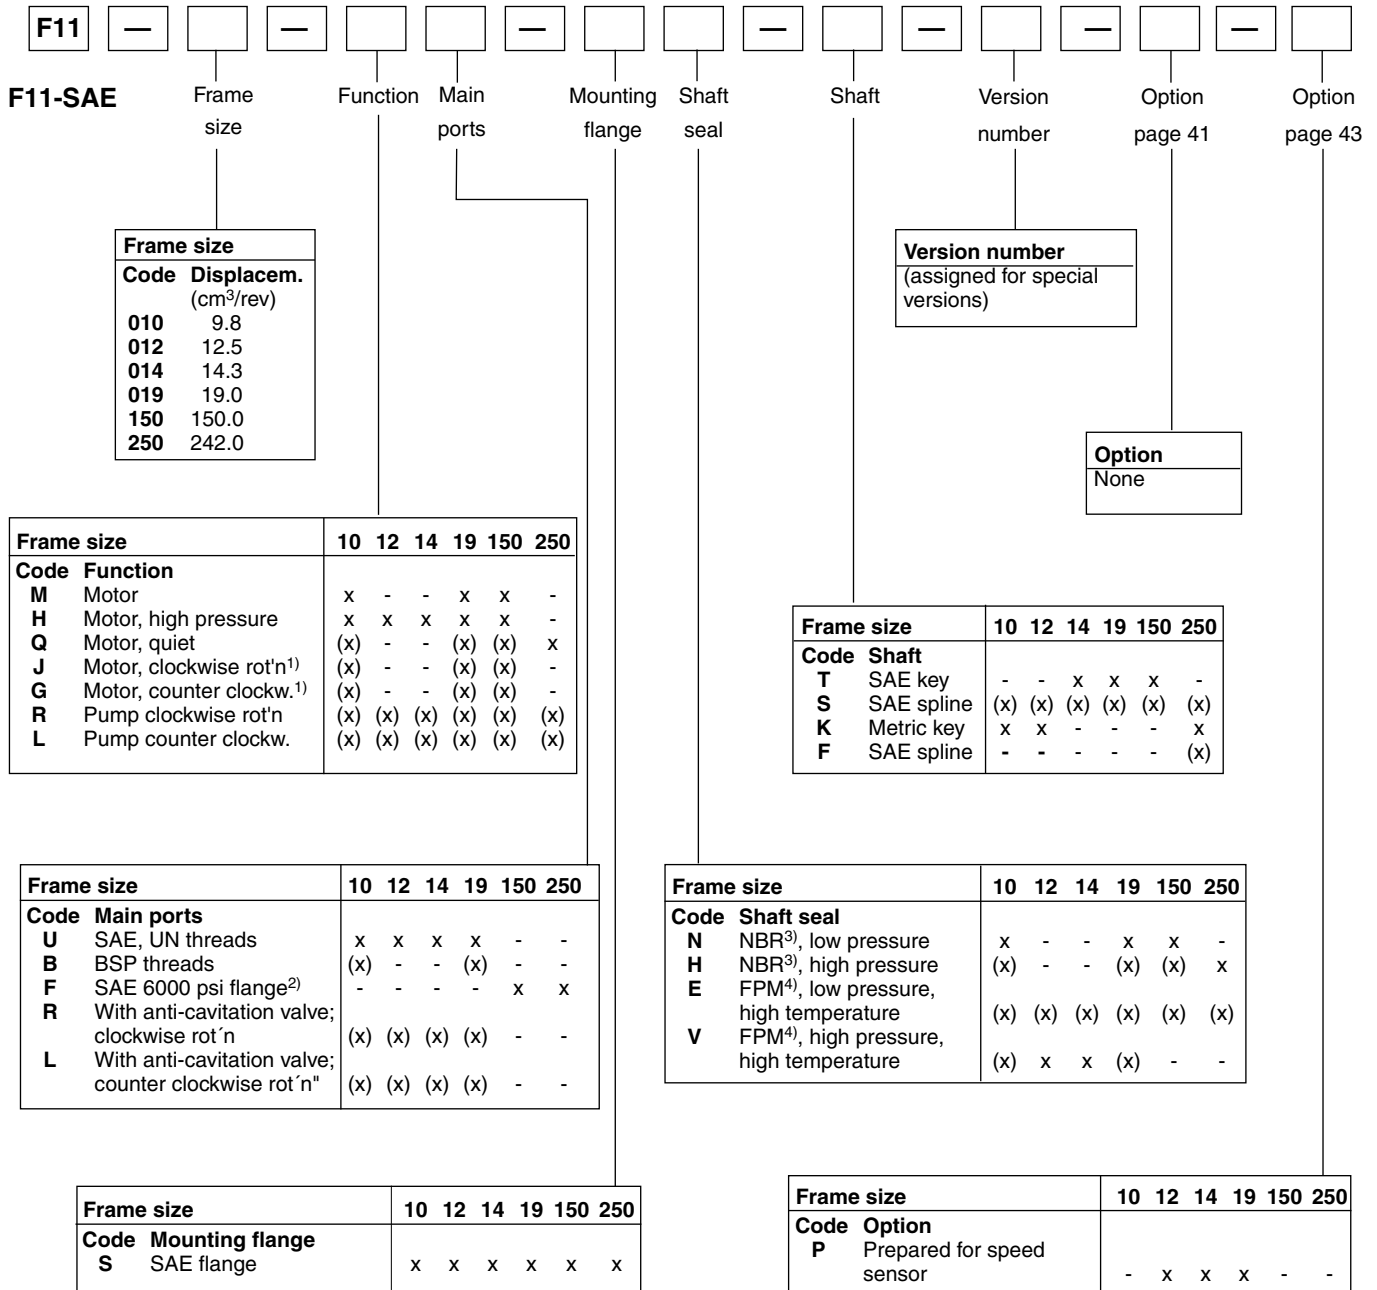 F11 — — — — — — —
F11-SAE Frame size Function Main ports Mounting flange Shaft seal Shaft Version number Option page 41 Option page 43
Frame size
Code Displacem.
(cm³/rev)
010 9.8
012 12.5
014 14.3
019 19.0
150 150.0
250 242.0
Version number
(assigned for special
versions)
Option
None
Frame size 10 12 14 19 150 250
Code Function
M Motor x - - x x -
H Motor, high pressure x x x x x -
Q Motor, quiet (x) - - (x) (x) x
J Motor, clockwise rot'n1) (x) - - (x) (x) -
G Motor, counter clockw.1) (x) - - (x) (x) -
R Pump clockwise rot'n (x) (x) (x) (x) (x) (x)
L Pump counter clockw. (x) (x) (x) (x) (x) (x)
Frame size 10 12 14 19 150 250
Code Shaft
T SAE key - - x x x -
S SAE spline (x) (x) (x) (x) (x) (x)
K Metric key x x - - - x
F SAE spline - - - - - (x)
Frame size 10 12 14 19 150 250
Code Main ports
U SAE, UN threads x x x x - -
B BSP threads (x) - - (x) - -
F SAE 6000 psi flange2) - - - - x x
R With anti-cavitation valve;
clockwise rot´n (x) (x) (x) (x) - -
L With anti-cavitation valve;
counter clockwise rot´n" (x) (x) (x) (x) - -
Frame size 10 12 14 19 150 250
Code Shaft seal
N NBR3), low pressure x - - x x -
H NBR3), high pressure (x) - - (x) (x) x
E FPM4), low pressure,
high temperature (x) (x) (x) (x) (x) (x)
V FPM4), high pressure,
high temperature (x) x x (x) - -
Frame size 10 12 14 19 150 250
Code Mounting flange
S SAE flange x x x x x x
Frame size 10 12 14 19 150 250
Code Option
P Prepared for speed
sensor - x x x - -